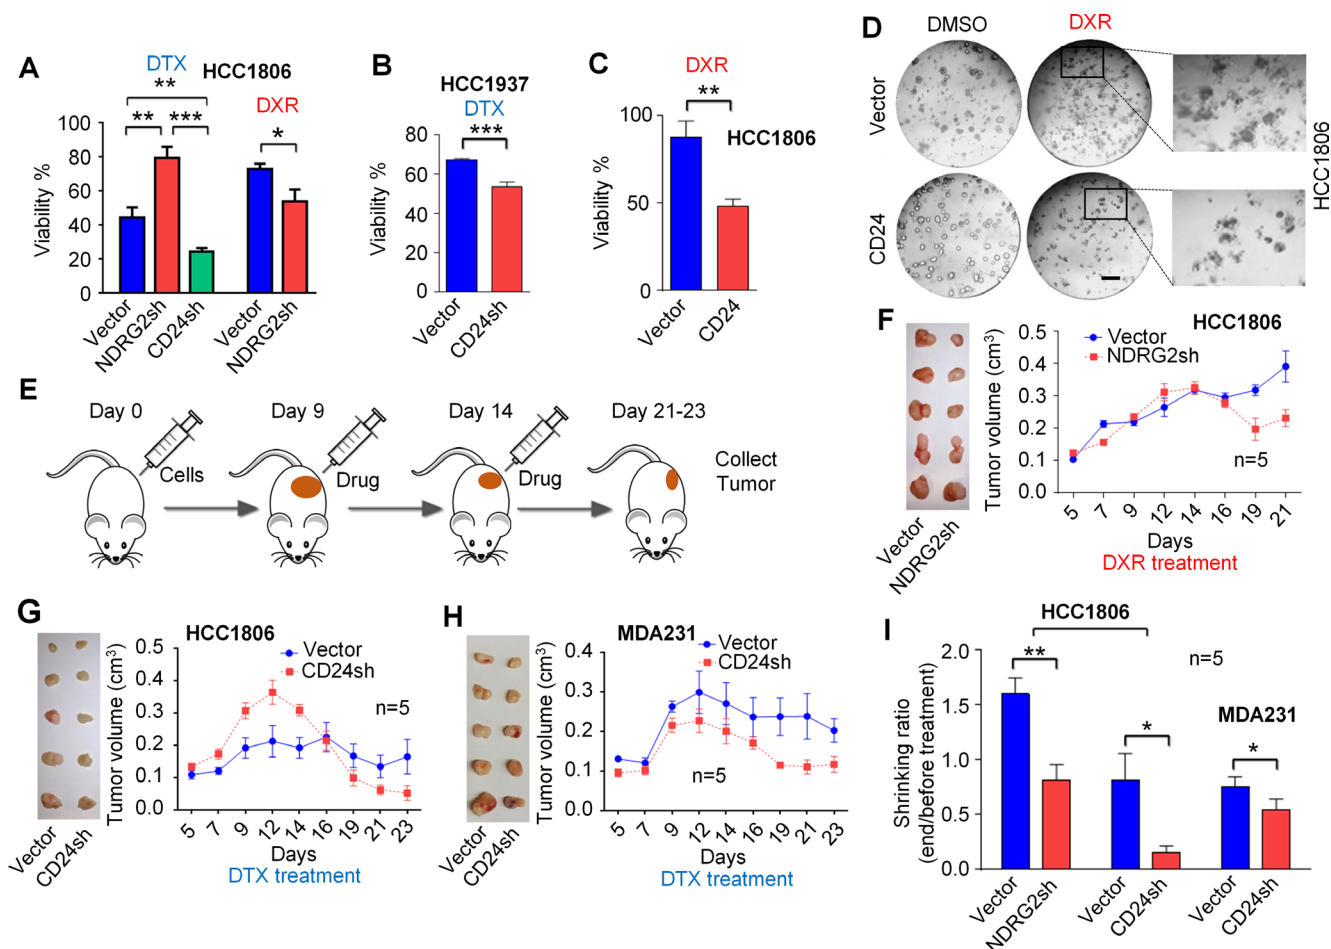 A
DTX
HCC1806
**
DXR
**
***
*
100
80
60
40
20
0
Viability %
Vector
NDRG2sh
CD24sh
Vector
NDRG2sh
B
HCC1937
DTX
***
80
60
40
20
0
Viability %
Vector
CD24sh
C
DXR
**
HCC1806
100
50
0
Viability %
Vector
CD24
D
DMSO
DXR
Vector
CD24
HCC1806
E
Day 0
Day 9
Day 14
Day 21-23
Cells
Drug
Drug
Collect
Tumor
F
HCC1806
Vector
NDRG2sh
0.5
0.4
0.3
0.2
0.1
0.0
Tumor volume (cm3)
n=5
5 7 9 12 14 16 19 21
Days
DXR treatment
Vector
NDRG2sh
G
HCC1806
Vector
CD24sh
0.5
0.4
0.3
0.2
0.1
0.0
Tumor volume (cm3)
n=5
5 7 9 12 14 16 19 21 23
Days
DTX treatment
Vector
CD24sh
H
MDA231
Vector
CD24sh
0.4
0.3
0.2
0.1
0.0
Tumor volume (cm3)
n=5
5 7 9 12 14 16 19 21 23
Days
DTX treatment
Vector
CD24sh
I
HCC1806
n=5
**
*
MDA231
*
2.0
1.5
1.0
0.5
0.0
Shrinking ratio
(end/before treatment)
Vector
NDRG2sh
Vector
CD24sh
Vector
CD24sh